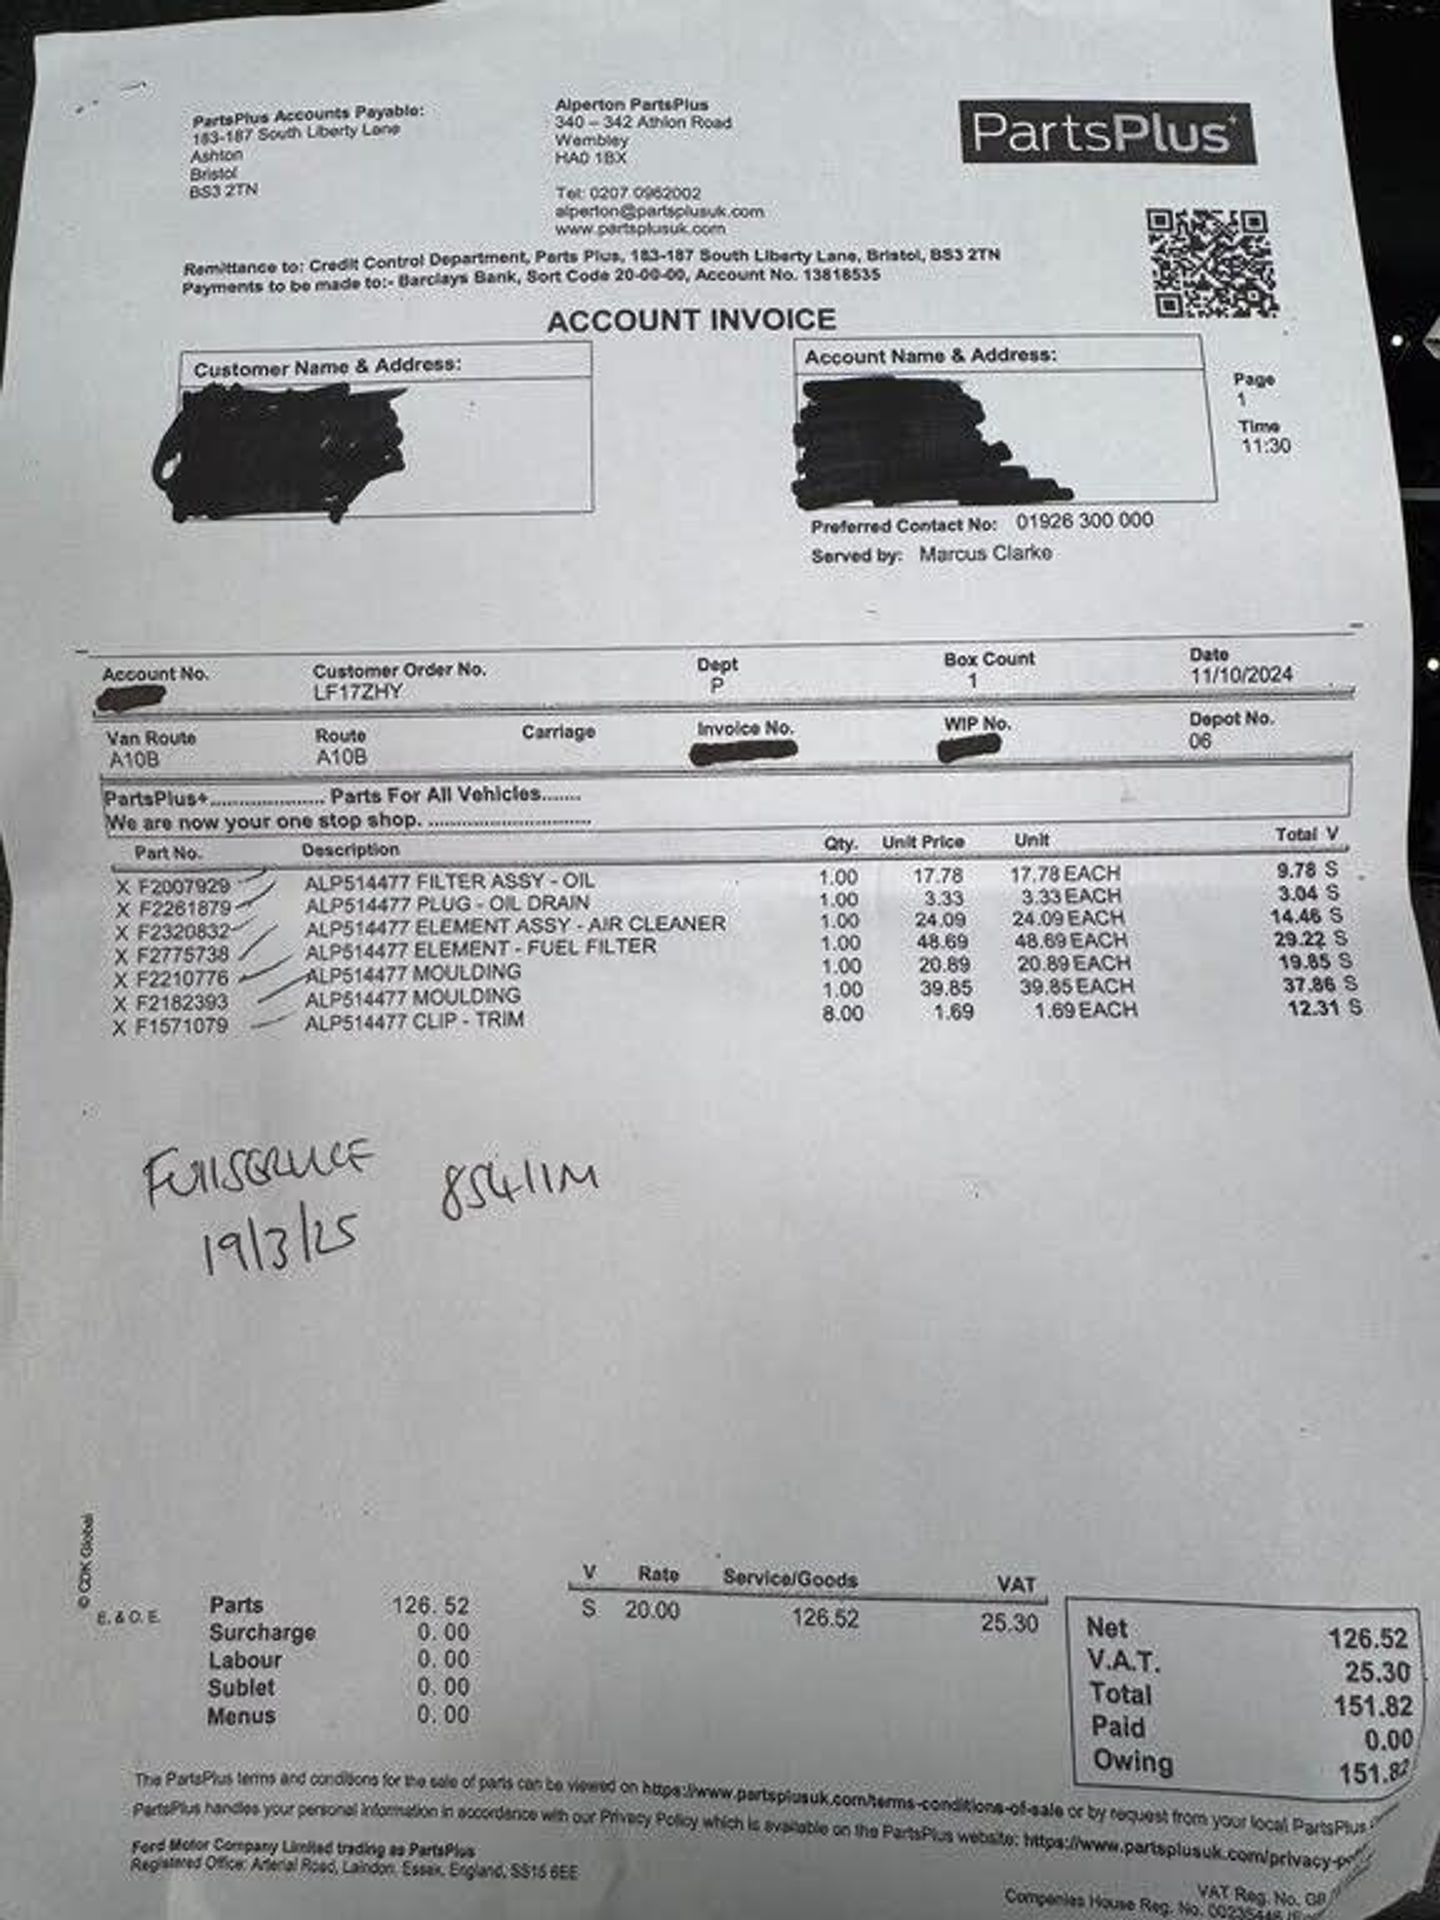 PartsPlus Accounts Payable:
183-187 South Liberty Lane
Ashton
Bristol
BS3 2TN
Alperton PartsPlus
340 – 342 Athlon Road
Wembley
HA0 1BX
Tel: 0207 0962002
alperton@partsplusuk.com
www.partsplusuk.com
PartsPlus+
Remittance to: Credit Control Department, Parts Plus, 183-187 South Liberty Lane, Bristol, BS3 2TN
Payments to be made to:- Barclays Bank, Sort Code 20-00-00, Account No. 13818535
ACCOUNT INVOICE
Customer Name & Address:
Account Name & Address:
Page
1
Time
11:30
Preferred Contact No: 01926 300 000
Served by: Marcus Clarke
Account No. Customer Order No. Dept Box Count Date
LF17ZHY P 1 11/10/2024
Van Route Route Carriage Invoice No. WIP No. Depot No.
A10B A10B 06
PartsPlus+...................... Parts For All Vehicles.......
We are now your one stop shop. ..............................
Part No. Description Qty. Unit Price Unit Total V
X F2007929 ALP514477 FILTER ASSY - OIL 1.00 17.78 17.78 EACH 9.78 S
X F2261879 ALP514477 PLUG - OIL DRAIN 1.00 3.33 3.33 EACH 3.04 S
X F2320832 ALP514477 ELEMENT ASSY - AIR CLEANER 1.00 24.09 24.09 EACH 14.46 S
X F2775738 ALP514477 ELEMENT - FUEL FILTER 1.00 48.69 48.69 EACH 29.22 S
X F2210776 ALP514477 MOULDING 1.00 20.89 20.89 EACH 19.85 S
X F2182393 ALP514477 MOULDING 1.00 39.85 39.85 EACH 37.86 S
X F1571079 ALP514477 CLIP - TRIM 8.00 1.69 1.69 EACH 12.31 S
FULLSERVICE 85411M
19/3/25
© CDK Global
E. & O. E.
Parts 126.52
Surcharge 0.00
Labour 0.00
Sublet 0.00
Menus 0.00
V Rate Service/Goods VAT
S 20.00 126.52 25.30
Net 126.52
V.A.T. 25.30
Total 151.82
Paid 0.00
Owing 151.82
The PartsPlus terms and conditions for the sale of parts can be viewed on https://www.partsplusuk.com/terms-conditions-of-sale or by request from your local PartsPlus
PartsPlus handles your personal information in accordance with our Privacy Policy which is available on the PartsPlus website: https://www.partsplusuk.com/privacy-
Ford Motor Company Limited trading as PartsPlus
Registered Office: Arterial Road, Laindon, Essex, England, SS15 6EE
VAT Reg. No. GB
Companies House Reg. No. 00235446